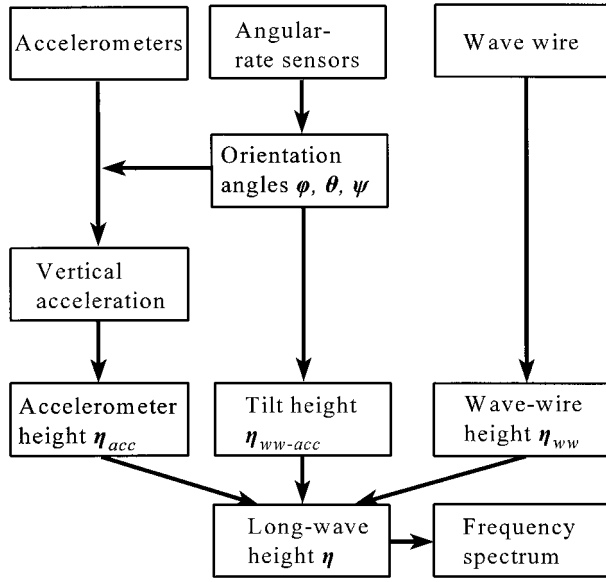 Accelerometers
Angular-
rate sensors
Wave wire
Orientation
angles φ, θ, ψ
Vertical
acceleration
Accelerometer
height η_acc
Tilt height
η_ww-acc
Wave-wire
height η_ww
Long-wave
height η
Frequency
spectrum